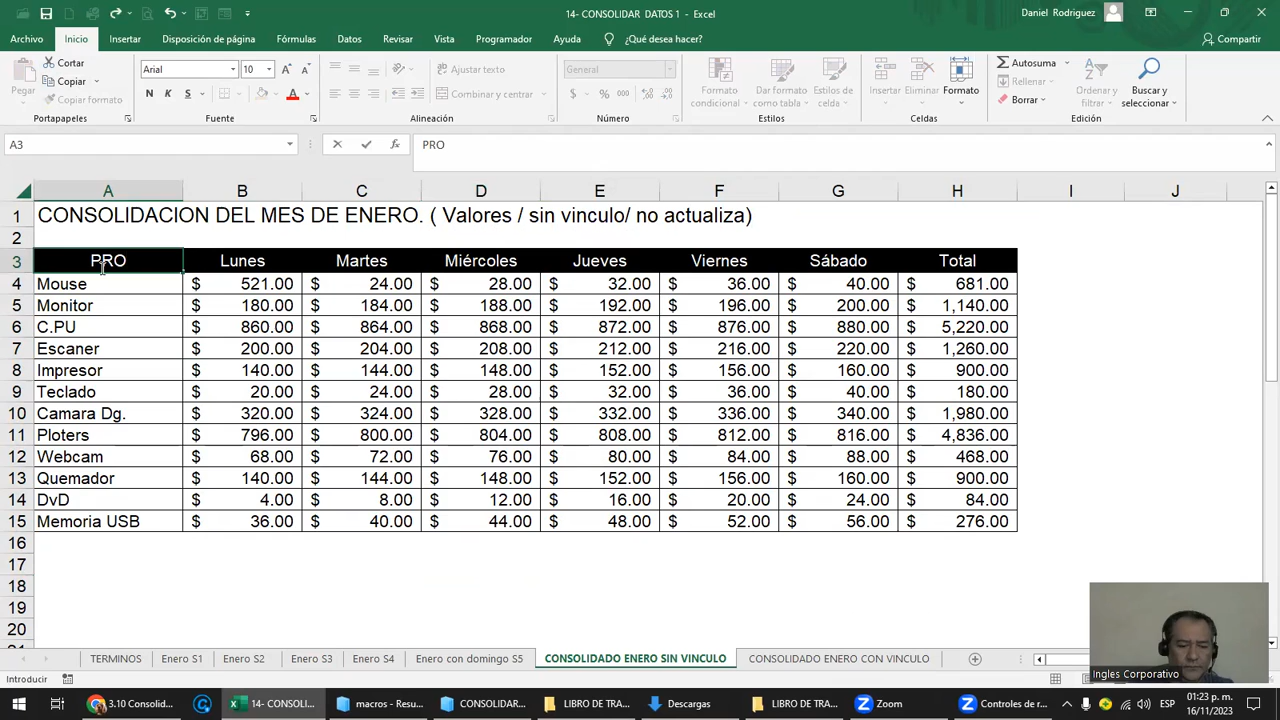 14- CONSOLIDAR DATOS 1 - Excel
Daniel Rodriguez
Archivo Inicio Insertar Disposición de página Fórmulas Datos Revisar Vista Programador Ayuda ¿Qué desea hacer? Compartir
Pegar
Cortar
Copiar
Copiar formato
Portapapeles
Arial 10
N K S
Fuente
Ajustar texto
Combinar y centrar
Alineación
General
$ % 000
Número
Formato condicional
Dar formato como tabla
Estilos de celda
Estilos
Insertar
Eliminar
Formato
Celdas
Autosuma
Rellenar
Borrar
Ordenar y filtrar
Buscar y seleccionar
Edición
A3 fx PRO
A B C D E F G H I J
1 CONSOLIDACION DEL MES DE ENERO. ( Valores / sin vinculo/ no actualiza)
2
3 PRO Lunes Martes Miércoles Jueves Viernes Sábado Total
4 Mouse $ 521.00 $ 24.00 $ 28.00 $ 32.00 $ 36.00 $ 40.00 $ 681.00
5 Monitor $ 180.00 $ 184.00 $ 188.00 $ 192.00 $ 196.00 $ 200.00 $ 1,140.00
6 C.PU $ 860.00 $ 864.00 $ 868.00 $ 872.00 $ 876.00 $ 880.00 $ 5,220.00
7 Escaner $ 200.00 $ 204.00 $ 208.00 $ 212.00 $ 216.00 $ 220.00 $ 1,260.00
8 Impresor $ 140.00 $ 144.00 $ 148.00 $ 152.00 $ 156.00 $ 160.00 $ 900.00
9 Teclado $ 20.00 $ 24.00 $ 28.00 $ 32.00 $ 36.00 $ 40.00 $ 180.00
10 Camara Dg. $ 320.00 $ 324.00 $ 328.00 $ 332.00 $ 336.00 $ 340.00 $ 1,980.00
11 Ploters $ 796.00 $ 800.00 $ 804.00 $ 808.00 $ 812.00 $ 816.00 $ 4,836.00
12 Webcam $ 68.00 $ 72.00 $ 76.00 $ 80.00 $ 84.00 $ 88.00 $ 468.00
13 Quemador $ 140.00 $ 144.00 $ 148.00 $ 152.00 $ 156.00 $ 160.00 $ 900.00
14 DvD $ 4.00 $ 8.00 $ 12.00 $ 16.00 $ 20.00 $ 24.00 $ 84.00
15 Memoria USB $ 36.00 $ 40.00 $ 44.00 $ 48.00 $ 52.00 $ 56.00 $ 276.00
16
17
18
19
20
Ingles Corporativo
TERMINOS Enero S1 Enero S2 Enero S3 Enero S4 Enero con domingo S5 CONSOLIDADO ENERO SIN VINCULO CONSOLIDADO ENERO CON VINCULO
Introducir
3.10 Consolid... 14- CONSOLI... macros - Resu... CONSOLIDAR... LIBRO DE TRA... Descargas LIBRO DE TRA... Zoom Controles de r... ESP
01:23 p. m.
16/11/2023